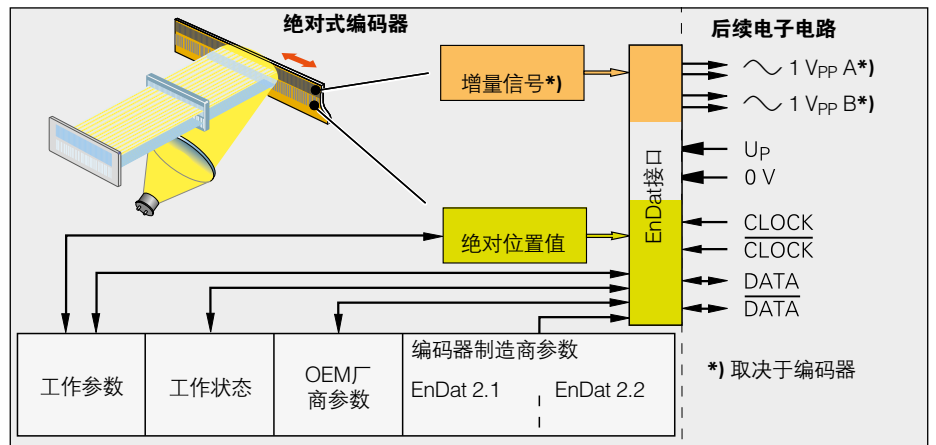 绝对式编码器
后续电子电路
增量信号*)
1 VPP A*)
1 VPP B*)
UP
0 V
EnDat接口
绝对位置值
CLOCK
CLOCK
DATA
DATA
工作参数
工作状态
OEM厂
商参数
编码器制造商参数
EnDat 2.1
EnDat 2.2
*) 取决于编码器